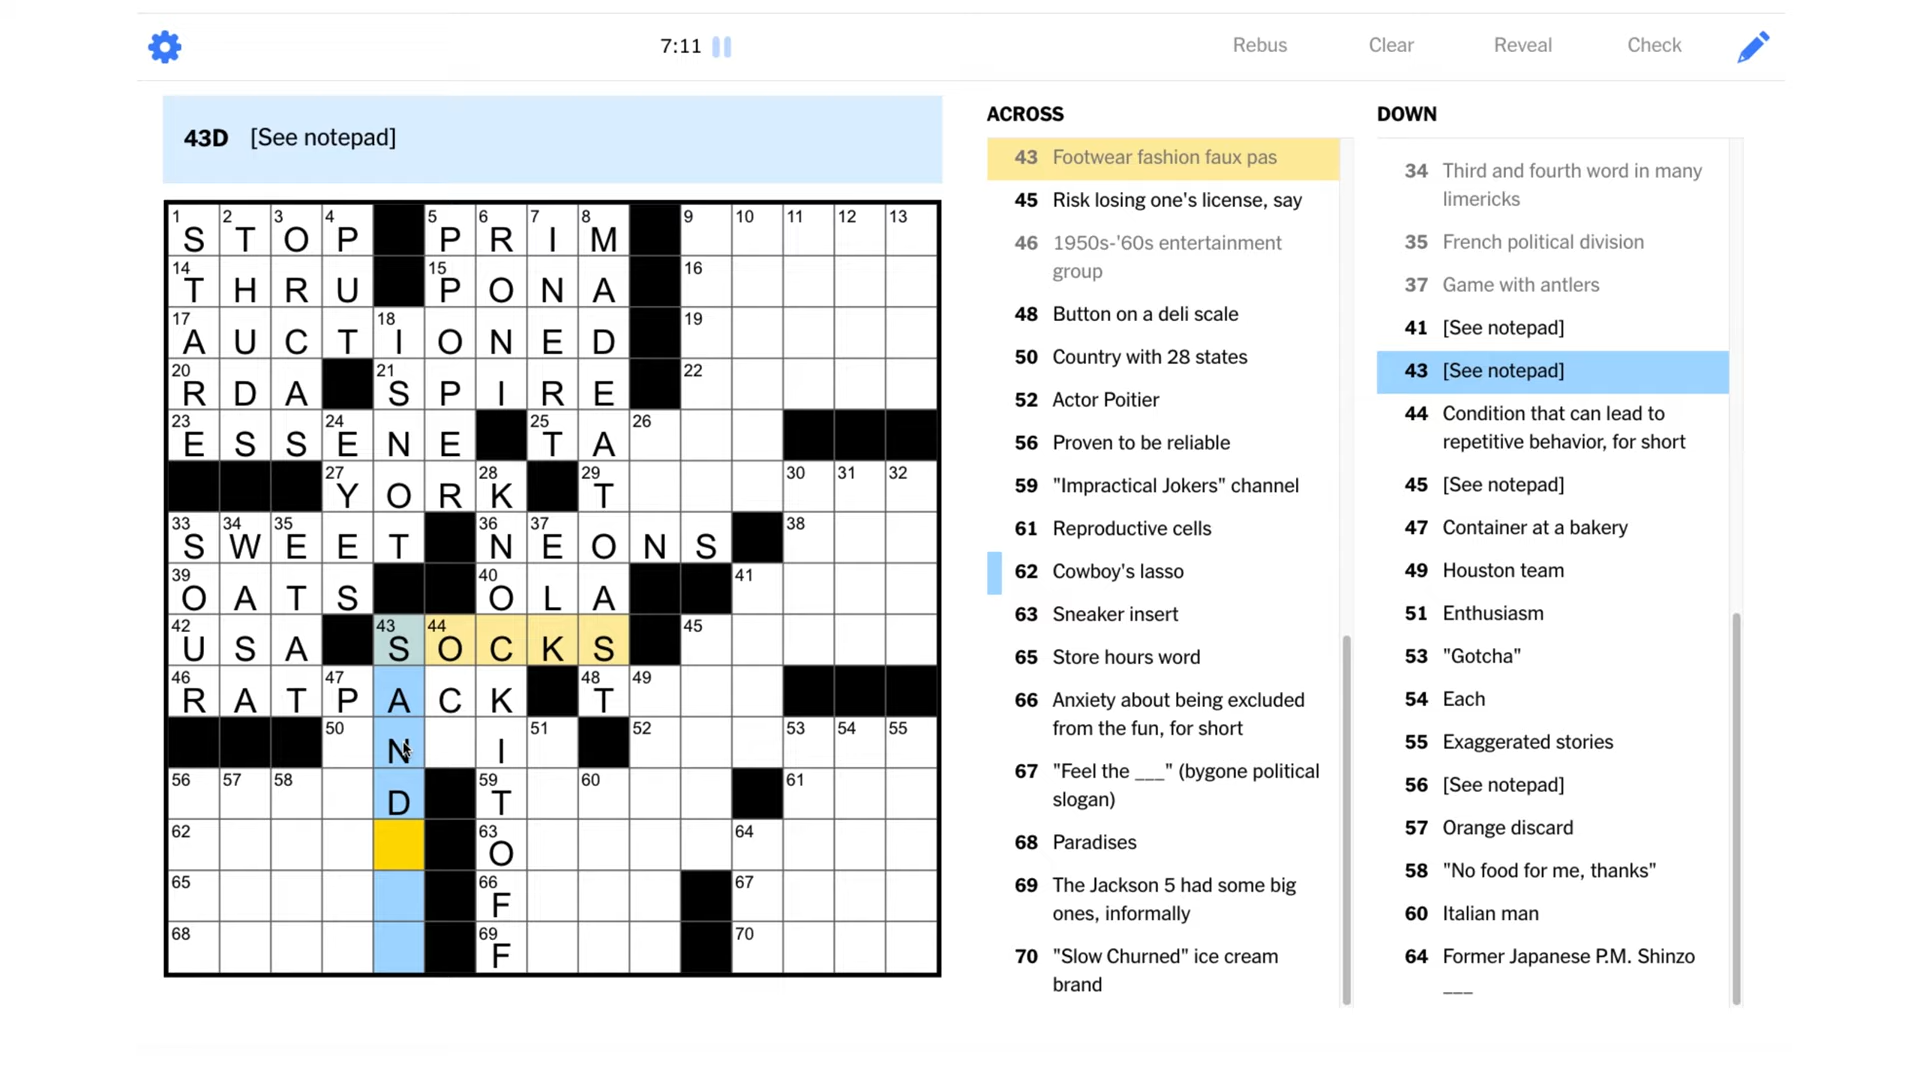 7:11
Rebus Clear Reveal Check
43D [See notepad]
1 2 3 4 5 6 7 8 9 10 11 12 13
S T O P P R I M
14 15 16
T H R U P O N A
17 18 19
A U C T I O N E D
20 21 22
R D A S P I R E
23 24 25 26
E S S E N E T A
27 28 29 30 31 32
Y O R K T
33 34 35 36 37 38
S W E E T N E O N S
39 40 41
O A T S O L A
42 43 44 45
U S A S O C K S
46 47 48 49
R A T P A C K T
50 51 52 53 54 55
N I
56 57 58 59 60 61
D T
62 63 64
O
65 66 67
F
68 69 70
F
ACROSS
43 Footwear fashion faux pas
45 Risk losing one's license, say
46 1950s-'60s entertainment
group
48 Button on a deli scale
50 Country with 28 states
52 Actor Poitier
56 Proven to be reliable
59 "Impractical Jokers" channel
61 Reproductive cells
62 Cowboy's lasso
63 Sneaker insert
65 Store hours word
66 Anxiety about being excluded
from the fun, for short
67 "Feel the ___" (bygone political
slogan)
68 Paradises
69 The Jackson 5 had some big
ones, informally
70 "Slow Churned" ice cream
brand
DOWN
34 Third and fourth word in many
limericks
35 French political division
37 Game with antlers
41 [See notepad]
43 [See notepad]
44 Condition that can lead to
repetitive behavior, for short
45 [See notepad]
47 Container at a bakery
49 Houston team
51 Enthusiasm
53 "Gotcha"
54 Each
55 Exaggerated stories
56 [See notepad]
57 Orange discard
58 "No food for me, thanks"
60 Italian man
64 Former Japanese P.M. Shinzo
___